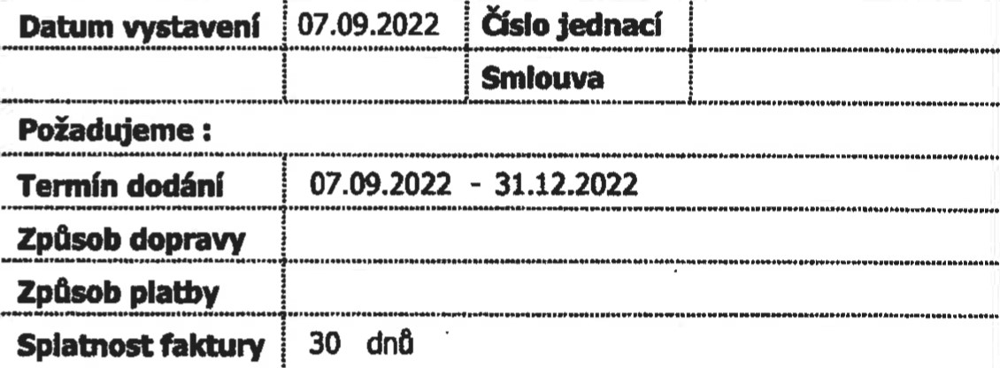 Datum vystavení 07.09.2022 Číslo jednací
Smlouva
Požadujeme :
Termín dodání 07.09.2022 - 31.12.2022
Způsob dopravy
Způsob platby
Splatnost faktury 30 dnů